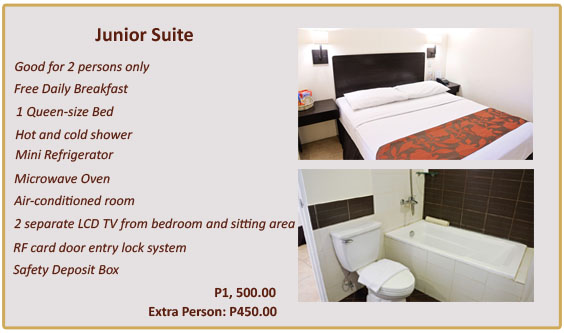 Junior Suite
Good for 2 persons only
Free Daily Breakfast
1 Queen-size Bed
Hot and cold shower
Mini Refrigerator
Microwave Oven
Air-conditioned room
2 separate LCD TV from bedroom and sitting area
RF card door entry lock system
Safety Deposit Box
P1, 500.00
Extra Person: P450.00